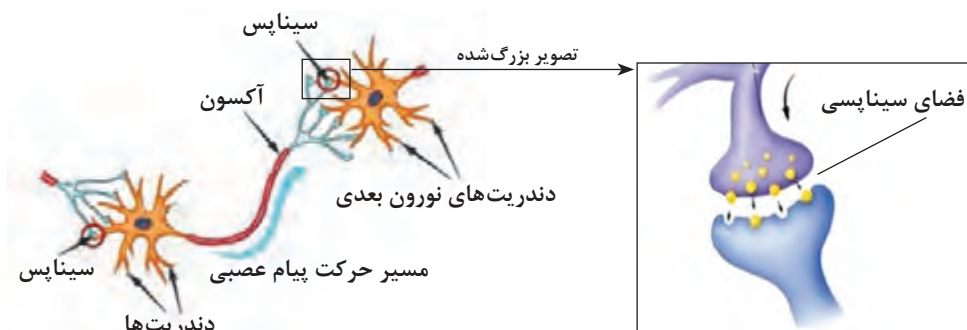 سیناپس
تصویر بزرگ‌شده
آکسون
فضای سیناپسی
دندریت‌های نورون بعدی
مسیر حرکت پیام عصبی
سیناپس
دندریت‌ها